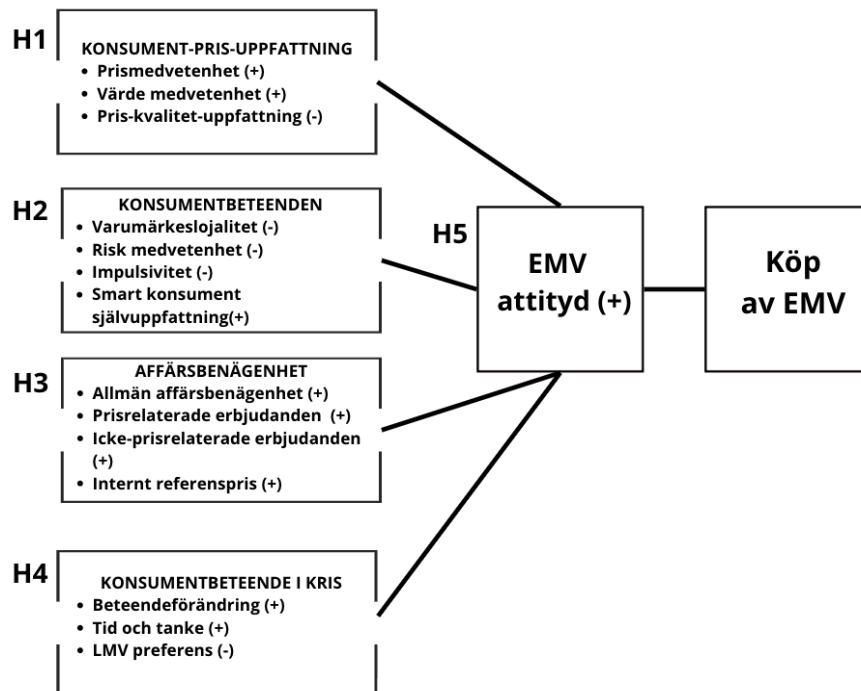 H1
KONSUMENT-PRIS-UPPFATTNING
• Prismedvetenhet (+)
• Värde medvetenhet (+)
• Pris-kvalitet-uppfattning (-)
H2
KONSUMENTBETEENDEN
• Varumärkeslojalitet (-)
• Risk medvetenhet (-)
• Impulsivitet (-)
• Smart konsument
självuppfattning(+)
H3
AFFÄRSBENÄGENHET
• Allmän affärsbenägenhet (+)
• Prisrelaterade erbjudanden (+)
• Icke-prisrelaterade erbjudanden
(+)
• Internt referenspris (+)
H4
KONSUMENTBETEENDE I KRIS
• Beteendeförändring (+)
• Tid och tanke (+)
• LMV preferens (-)
H5
EMV
attityd (+)
Köp
av EMV